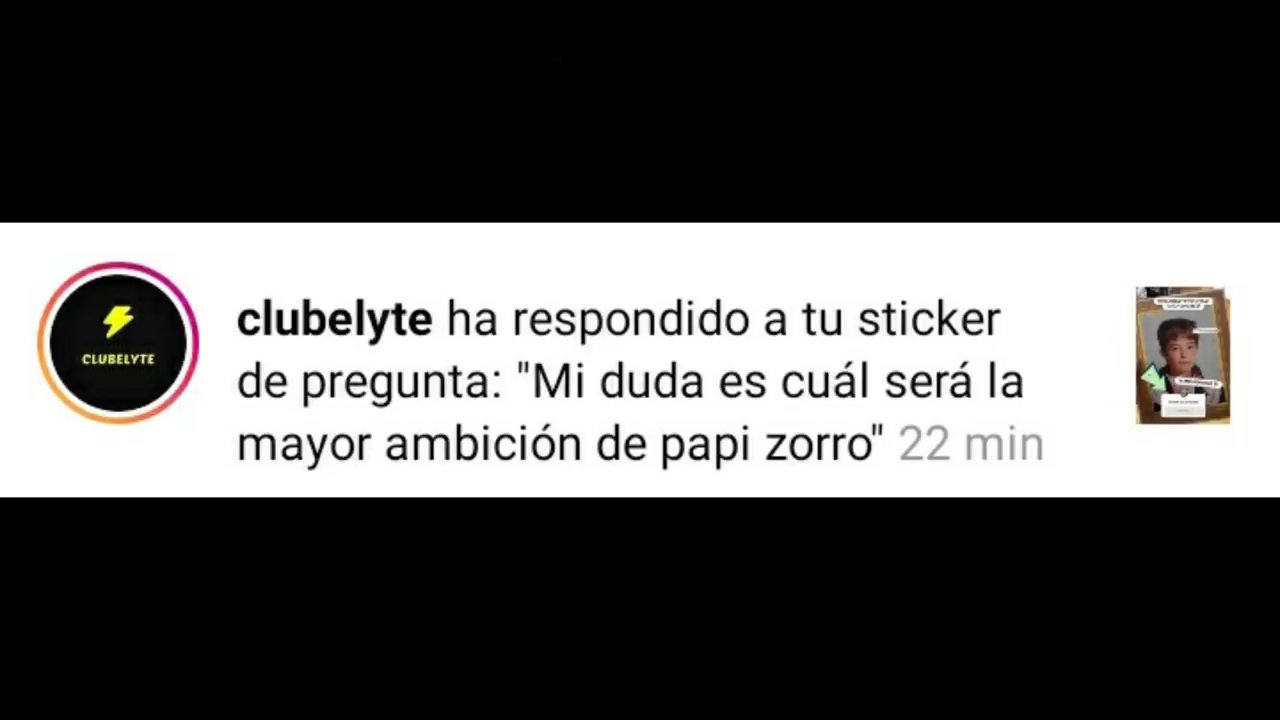 CLUBELYTE
clubelyte ha respondido a tu sticker
de pregunta: "Mi duda es cuál será la
mayor ambición de papi zorro" 22 min